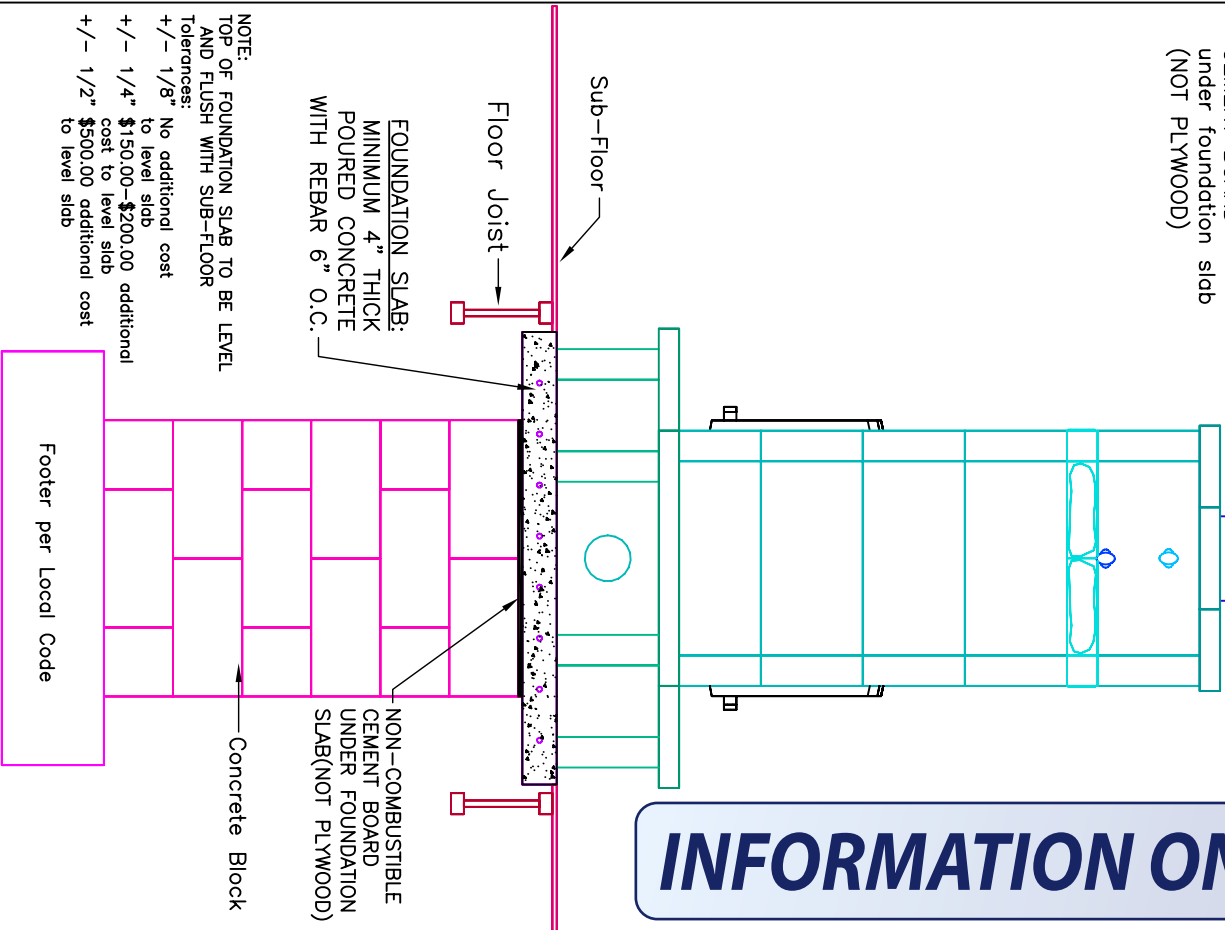 under foundation slab
(NOT PLYWOOD)
Sub-Floor
Floor Joist
FOUNDATION SLAB:
MINIMUM 4" THICK
POURED CONCRETE
WITH REBAR 6" O.C.
NOTE:
TOP OF FOUNDATION SLAB TO BE LEVEL
AND FLUSH WITH SUB-FLOOR
Tolerances:
+/- 1/8" No additional cost
to level slab
+/- 1/4" $150.00-$200.00 additional
cost to level slab
+/- 1/2" $500.00 additional cost
to level slab
NON-COMBUSTIBLE
CEMENT BOARD
UNDER FOUNDATION
SLAB(NOT PLYWOOD)
Concrete Block
Footer per Local Code
INFORMATION ON